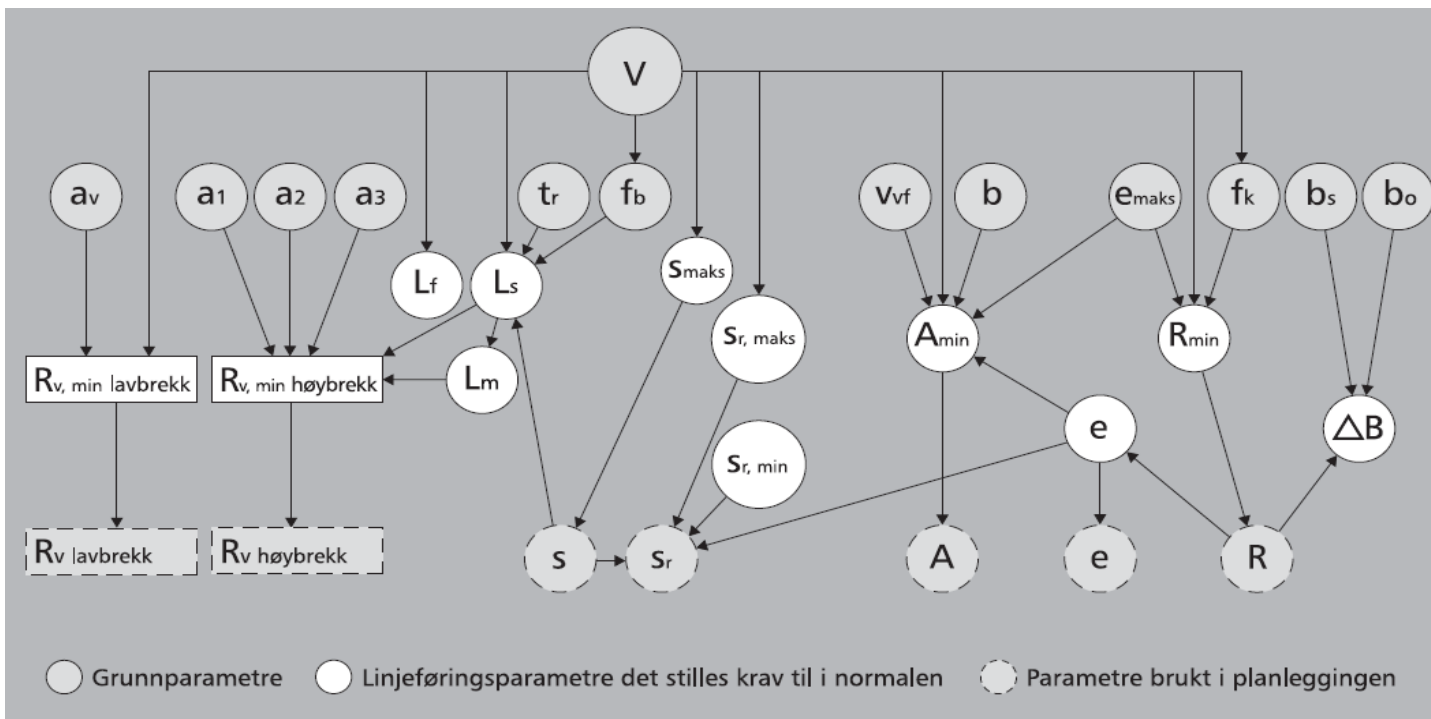 V
av
a1
a2
a3
tr
fb
vvf
b
emaks
fk
bs
bo
Lf
Ls
smaks
sr, maks
Amin
Rmin
Rv, min lavbrekk
Rv, min høybrekk
Lm
e
△B
sr, min
Rv lavbrekk
Rv høybrekk
s
sr
A
e
R
Grunnparametre
Linjeføringsparametre det stilles krav til i normalen
Parametre brukt i planleggingen